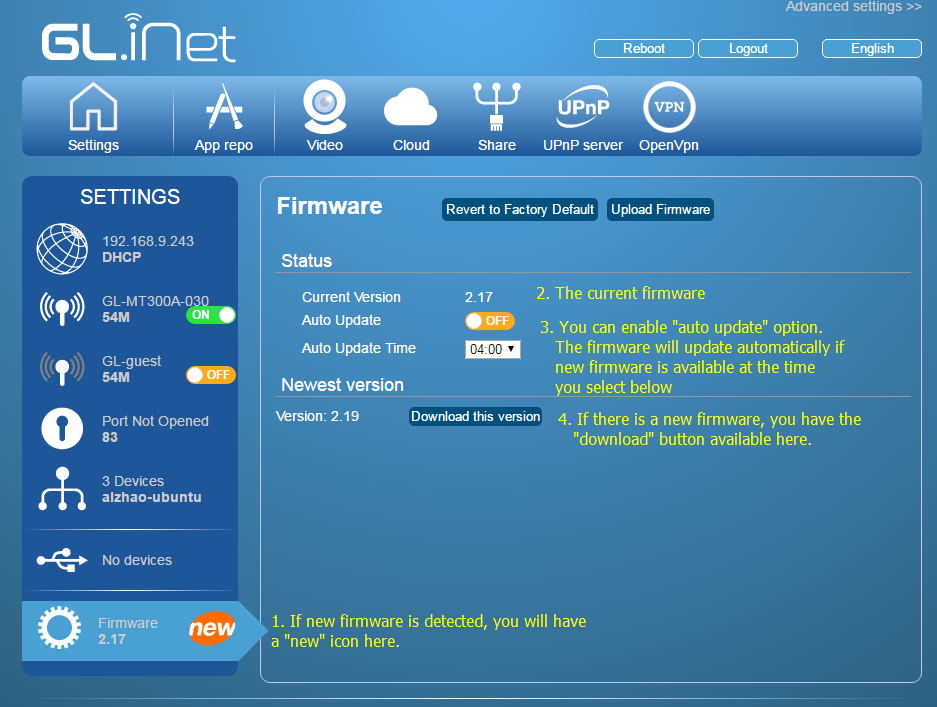 Advanced settings >>
GL.iNet
Reboot
Logout
English
Settings
App repo
Video
Cloud
Share
UPnP
UPnP server
VPN
OpenVpn
SETTINGS
192.168.9.243
DHCP
GL-MT300A-030
54M
ON
GL-guest
54M
OFF
Port Not Opened
83
3 Devices
alzhao-ubuntu
No devices
Firmware
2.17
new
Firmware
Revert to Factory Default
Upload Firmware
Status
Current Version 2.17
2. The current firmware
Auto Update OFF
Auto Update Time 04:00
3. You can enable "auto update" option.
The firmware will update automatically if
new firmware is available at the time
you select below
Newest version
Version: 2.19
Download this version
4. If there is a new firmware, you have the
"download" button available here.
1. If new firmware is detected, you will have
a "new" icon here.